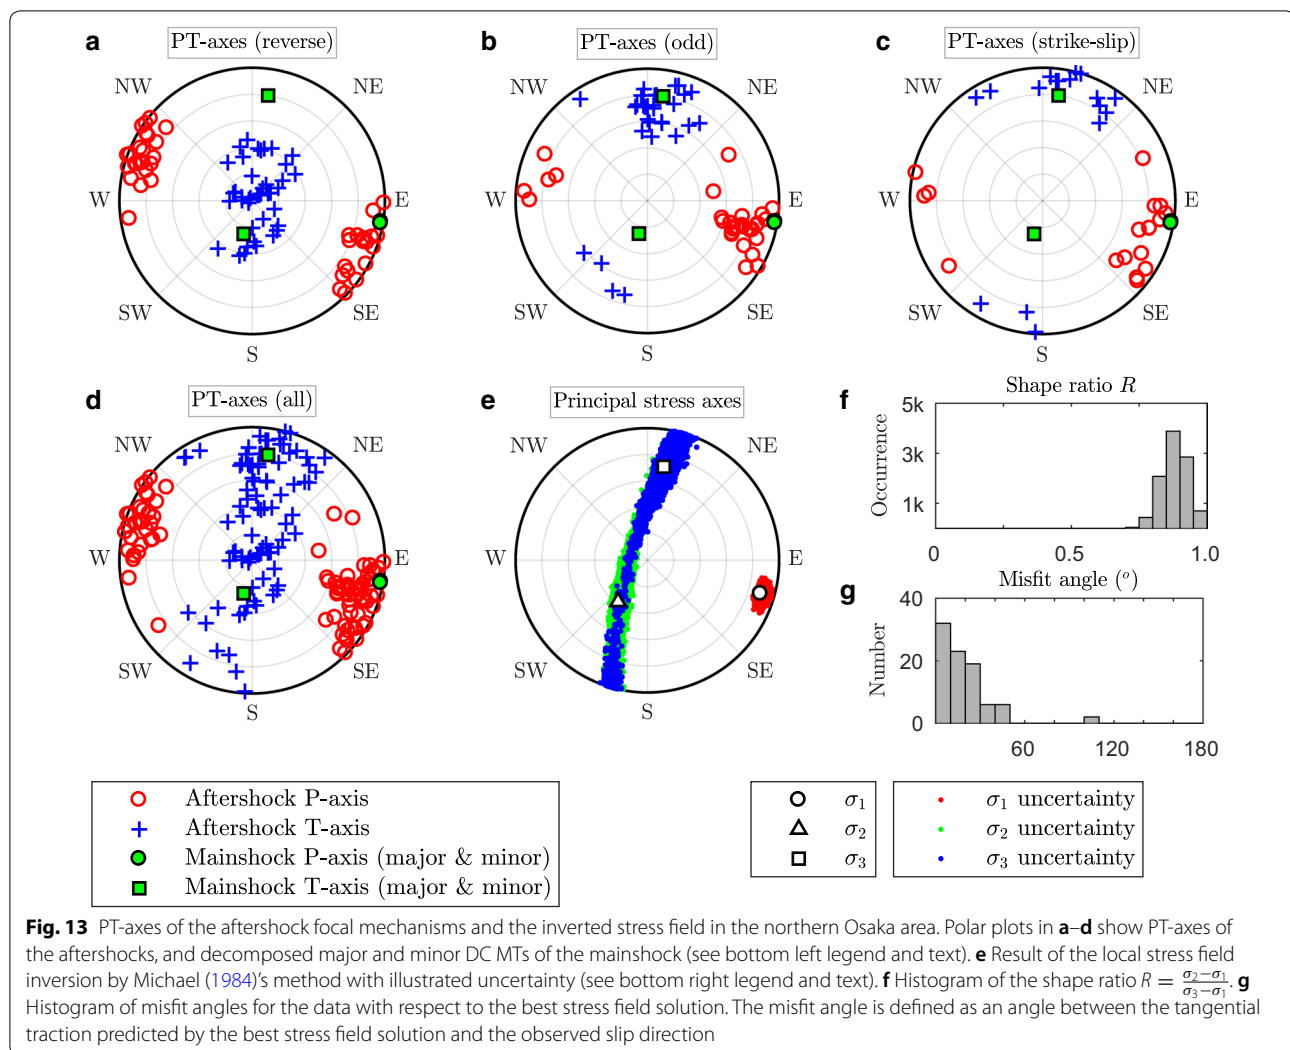 a PT-axes (reverse)
NW NE
W E
SW SE
S
b PT-axes (odd)
NW NE
W E
SW SE
S
c PT-axes (strike-slip)
NW NE
W E
SW SE
S
d PT-axes (all)
NW NE
W E
SW SE
S
e Principal stress axes
NW NE
W E
SW SE
S
f Shape ratio R
5k
3k
1k
Occurrence
0 0.5 1.0
g Misfit angle (°)
40
20
0
Number
60 120 180
Aftershock P-axis
Aftershock T-axis
Mainshock P-axis (major & minor)
Mainshock T-axis (major & minor)
σ1
σ2
σ3
σ1 uncertainty
σ2 uncertainty
σ3 uncertainty
Fig. 13 PT-axes of the aftershock focal mechanisms and the inverted stress field in the northern Osaka area. Polar plots in a–d show PT-axes of
the aftershocks, and decomposed major and minor DC MTs of the mainshock (see bottom left legend and text). e Result of the local stress field
inversion by Michael (1984)'s method with illustrated uncertainty (see bottom right legend and text). f Histogram of the shape ratio R = (σ2−σ1)/(σ3−σ1). g
Histogram of misfit angles for the data with respect to the best stress field solution. The misfit angle is defined as an angle between the tangential
traction predicted by the best stress field solution and the observed slip direction